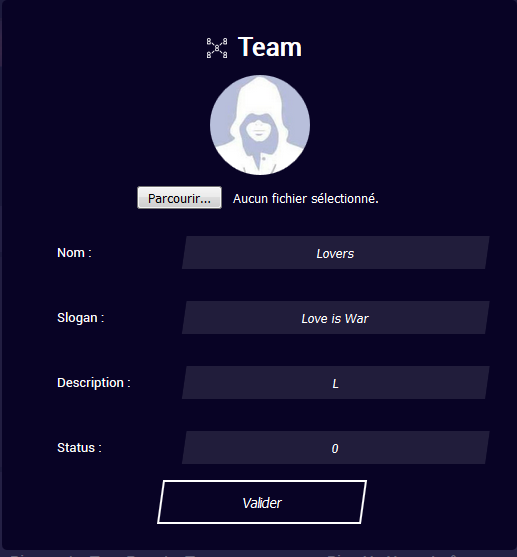 Team
Parcourir... Aucun fichier sélectionné.
Nom : Lovers
Slogan : Love is War
Description : L
Status : 0
Valider